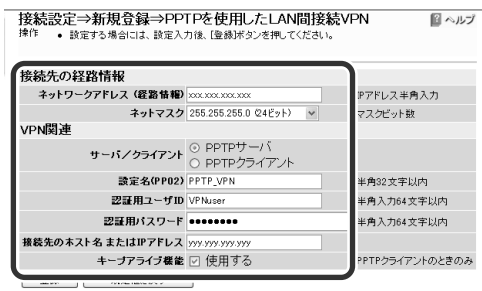 接続設定⇒新規登録⇒PPTPを使用したLAN間接続VPN ヘルプ
操作 • 設定する場合には、設定入力後、[登録]ボタンを押してください。
接続先の経路情報
ネットワークアドレス (経路情報) xxx.xxx.xxx.xxx IPアドレス半角入力
ネットマスク 255.255.255.0 (24ビット) マスクビット数
VPN関連
サーバ／クライアント PPTPサーバ
PPTPクライアント
設定名(PP02) PPTP_VPN 半角32文字以内
認証用ユーザID VPNuser 半角入力64文字以内
認証用パスワード ●●●●●●●● 半角入力64文字以内
接続先のホスト名 またはIPアドレス yyy.yyy.yyy.yyy
キープアライブ機能 使用する PPTPクライアントのときのみ